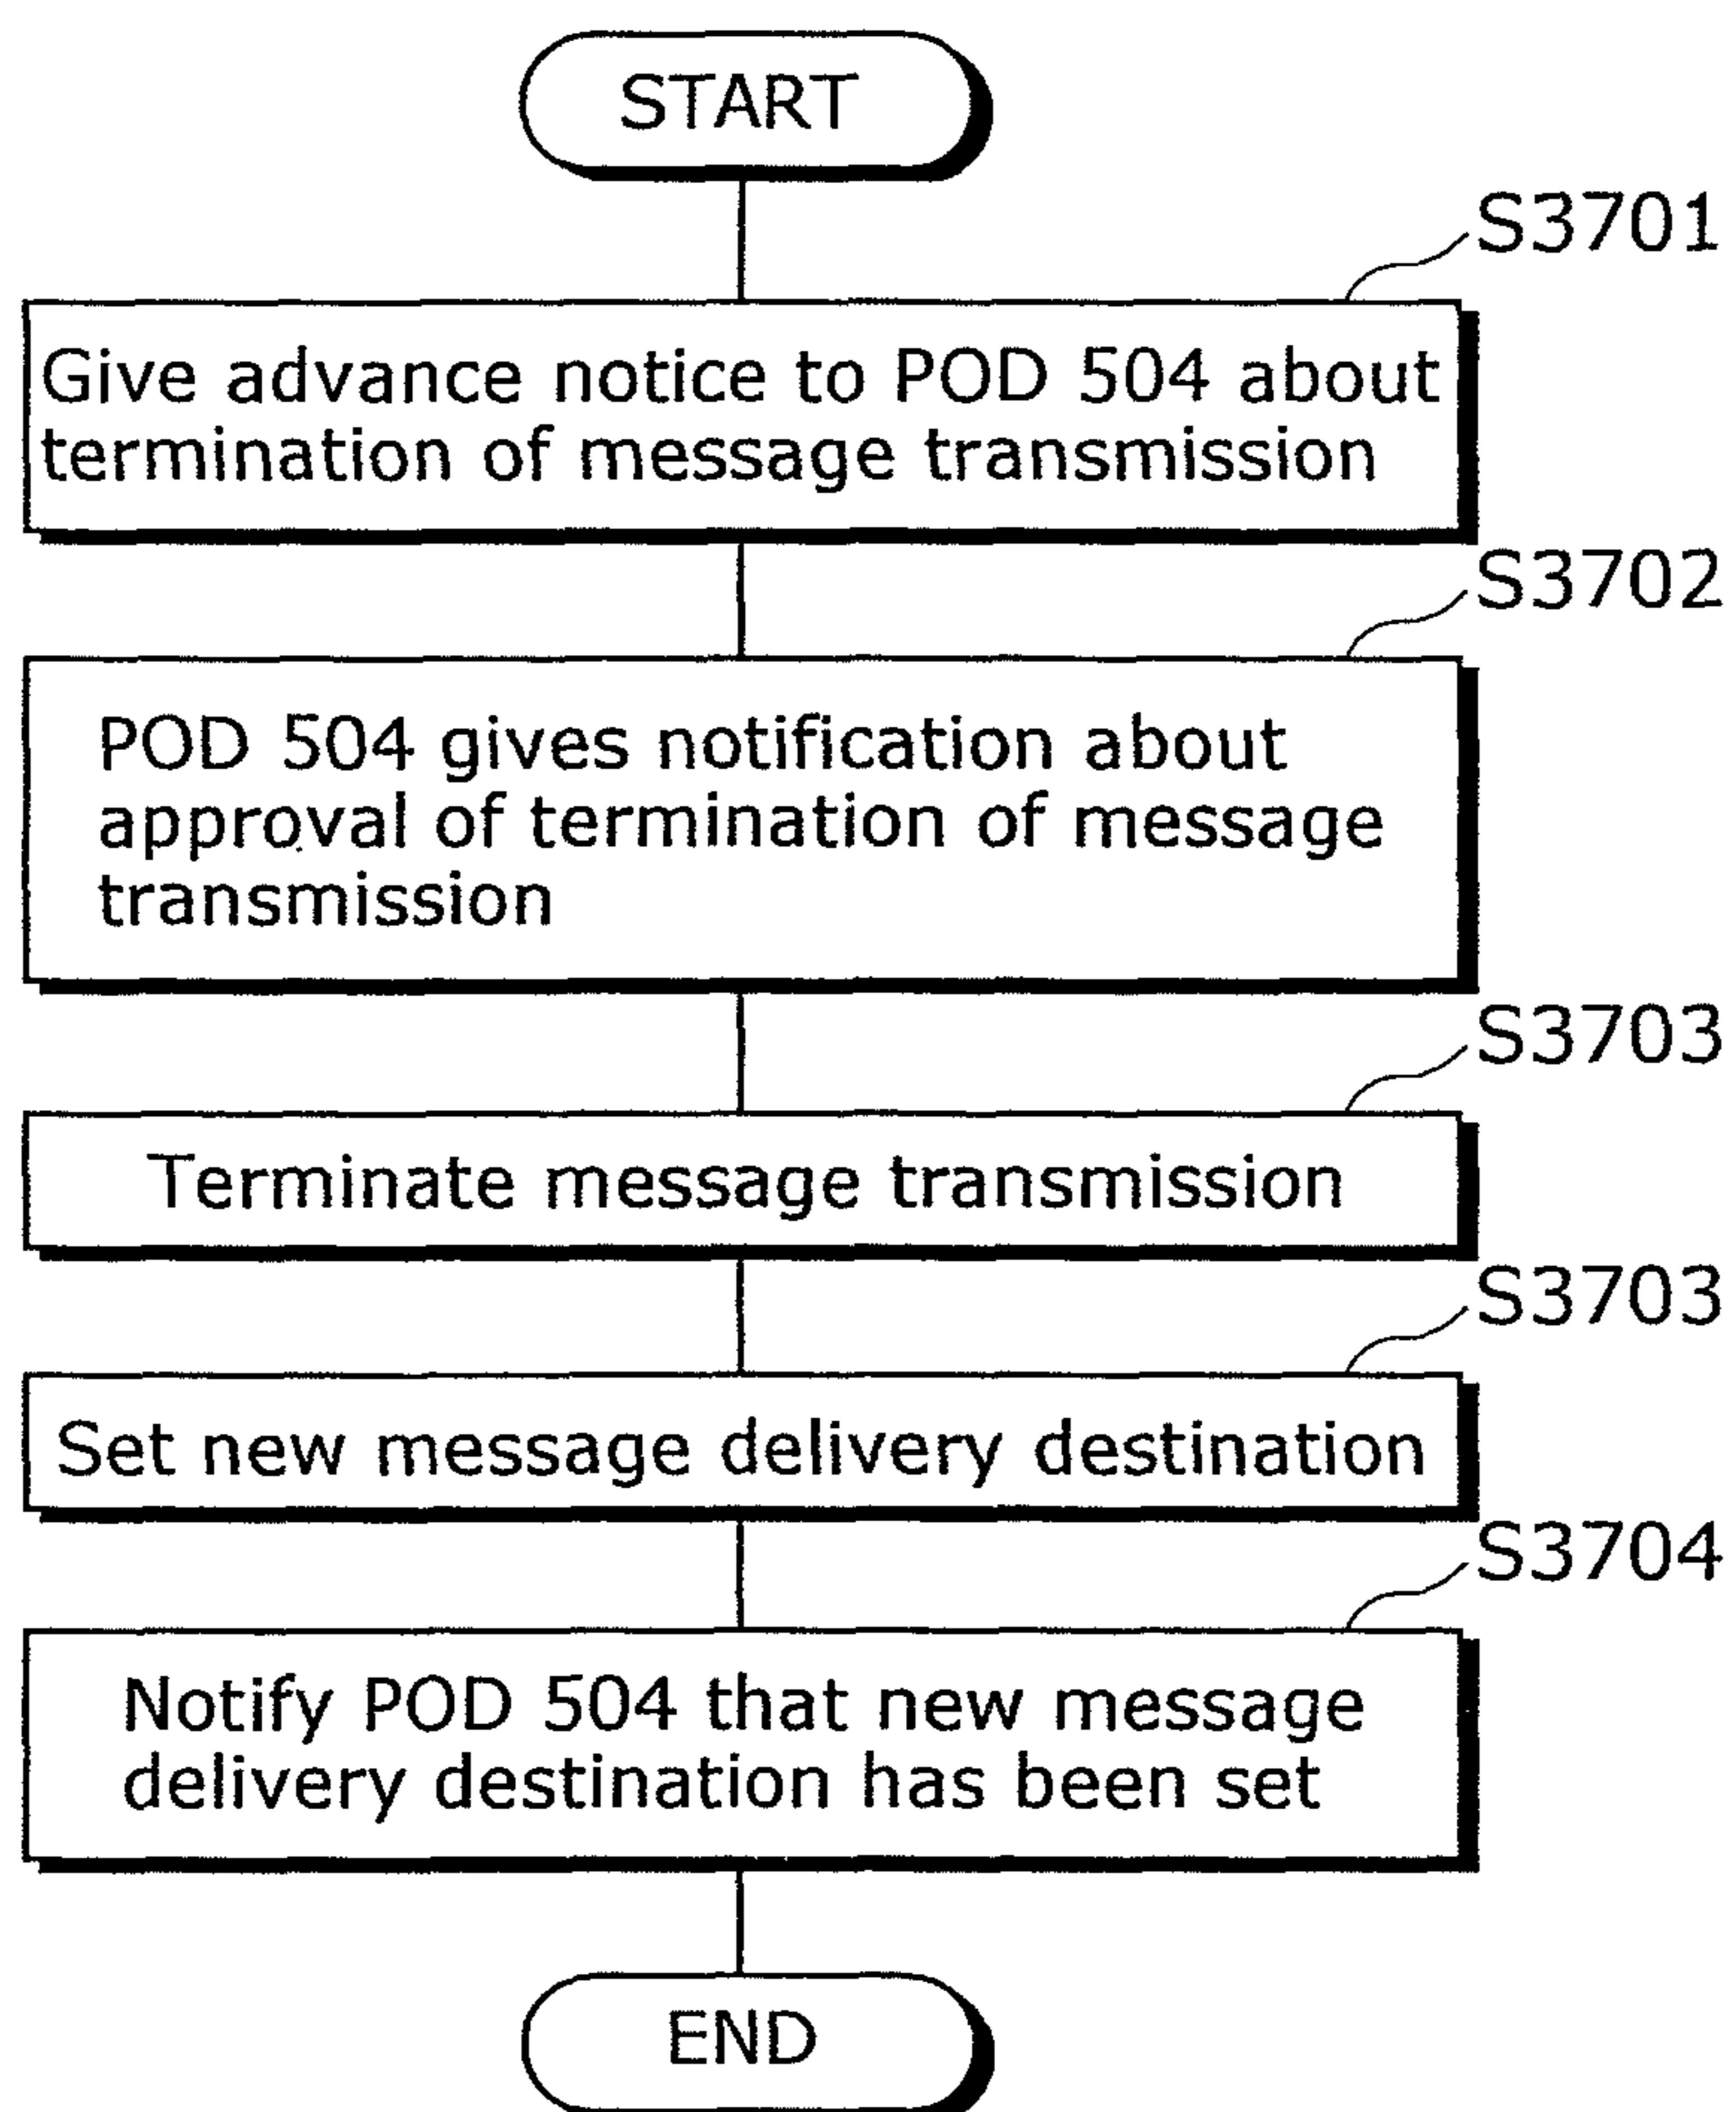 START
S3701
Give advance notice to POD 504 about
termination of message transmission
S3702
POD 504 gives notification about
approval of termination of message
transmission
S3703
Terminate message transmission
S3703
Set new message delivery destination
S3704
Notify POD 504 that new message
delivery destination has been set
END